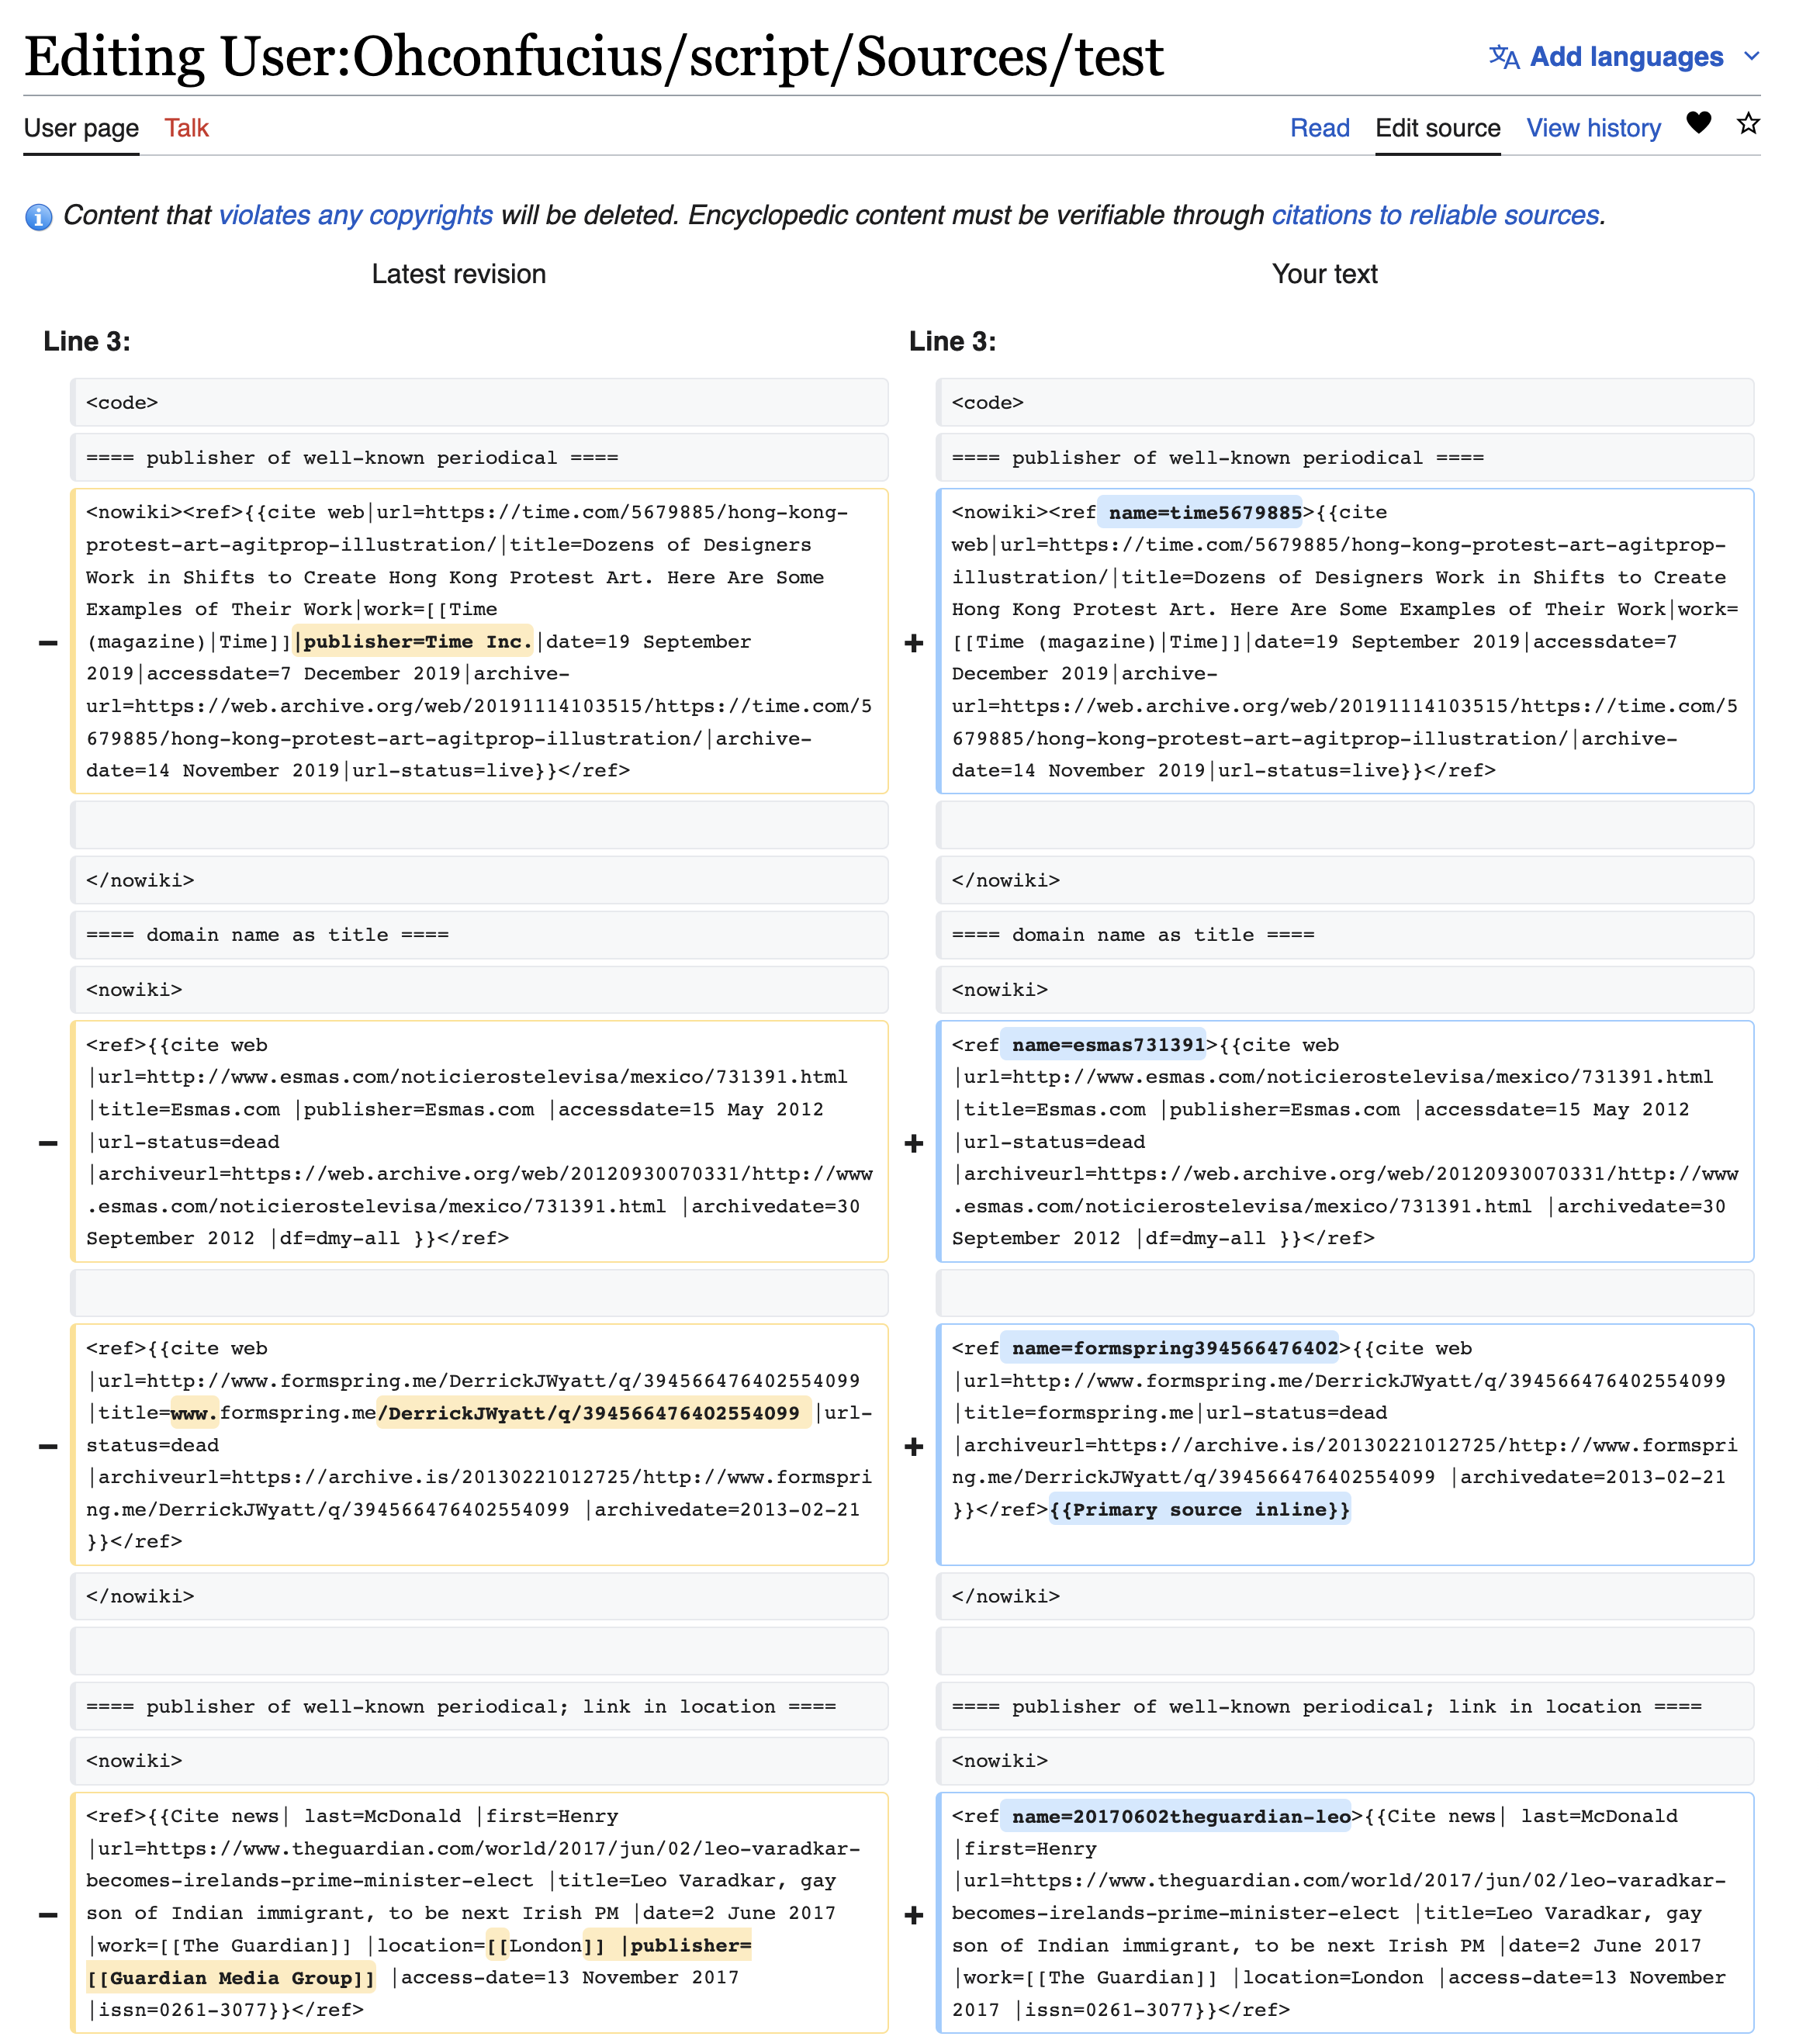 Editing User:Ohconfucius/script/Sources/test
Add languages
User page Talk
Read Edit source View history
Content that violates any copyrights will be deleted. Encyclopedic content must be verifiable through citations to reliable sources.
Latest revision
Your text
Line 3:
Line 3:
<code>
<code>
==== publisher of well-known periodical ====
==== publisher of well-known periodical ====
−
<nowiki><ref>{{cite web|url=https://time.com/5679885/hong-kong-
protest-art-agitprop-illustration/|title=Dozens of Designers
Work in Shifts to Create Hong Kong Protest Art. Here Are Some
Examples of Their Work|work=[[Time
(magazine)|Time]]|publisher=Time Inc.|date=19 September
2019|accessdate=7 December 2019|archive-
url=https://web.archive.org/web/20191114103515/https://time.com/5
679885/hong-kong-protest-art-agitprop-illustration/|archive-
date=14 November 2019|url-status=live}}</ref>
+
<nowiki><ref name=time5679885>{{cite
web|url=https://time.com/5679885/hong-kong-protest-art-agitprop-
illustration/|title=Dozens of Designers Work in Shifts to Create
Hong Kong Protest Art. Here Are Some Examples of Their Work|work=
[[Time (magazine)|Time]]|date=19 September 2019|accessdate=7
December 2019|archive-
url=https://web.archive.org/web/20191114103515/https://time.com/5
679885/hong-kong-protest-art-agitprop-illustration/|archive-
date=14 November 2019|url-status=live}}</ref>
</nowiki>
</nowiki>
==== domain name as title ====
==== domain name as title ====
<nowiki>
<nowiki>
−
<ref>{{cite web
|url=http://www.esmas.com/noticierostelevisa/mexico/731391.html
|title=Esmas.com |publisher=Esmas.com |accessdate=15 May 2012
|url-status=dead
|archiveurl=https://web.archive.org/web/20120930070331/http://www
.esmas.com/noticierostelevisa/mexico/731391.html |archivedate=30
September 2012 |df=dmy-all }}</ref>
+
<ref name=esmas731391>{{cite web
|url=http://www.esmas.com/noticierostelevisa/mexico/731391.html
|title=Esmas.com |publisher=Esmas.com |accessdate=15 May 2012
|url-status=dead
|archiveurl=https://web.archive.org/web/20120930070331/http://www
.esmas.com/noticierostelevisa/mexico/731391.html |archivedate=30
September 2012 |df=dmy-all }}</ref>
−
<ref>{{cite web
|url=http://www.formspring.me/DerrickJWyatt/q/394566476402554099
|title=www.formspring.me/DerrickJWyatt/q/394566476402554099 |url-
status=dead
|archiveurl=https://archive.is/20130221012725/http://www.formspri
ng.me/DerrickJWyatt/q/394566476402554099 |archivedate=2013-02-21
}}</ref>
+
<ref name=formspring394566476402>{{cite web
|url=http://www.formspring.me/DerrickJWyatt/q/394566476402554099
|title=formspring.me|url-status=dead
|archiveurl=https://archive.is/20130221012725/http://www.formspri
ng.me/DerrickJWyatt/q/394566476402554099 |archivedate=2013-02-21
}}</ref>{{Primary source inline}}
</nowiki>
</nowiki>
==== publisher of well-known periodical; link in location ====
==== publisher of well-known periodical; link in location ====
<nowiki>
<nowiki>
−
<ref>{{Cite news| last=McDonald |first=Henry
|url=https://www.theguardian.com/world/2017/jun/02/leo-varadkar-
becomes-irelands-prime-minister-elect |title=Leo Varadkar, gay
son of Indian immigrant, to be next Irish PM |date=2 June 2017
|work=[[The Guardian]] |location=[[London]] |publisher=
[[Guardian Media Group]] |access-date=13 November 2017
|issn=0261-3077}}</ref>
+
<ref name=20170602theguardian-leo>{{Cite news| last=McDonald
|first=Henry
|url=https://www.theguardian.com/world/2017/jun/02/leo-varadkar-
becomes-irelands-prime-minister-elect |title=Leo Varadkar, gay
son of Indian immigrant, to be next Irish PM |date=2 June 2017
|work=[[The Guardian]] |location=London |access-date=13 November
2017 |issn=0261-3077}}</ref>